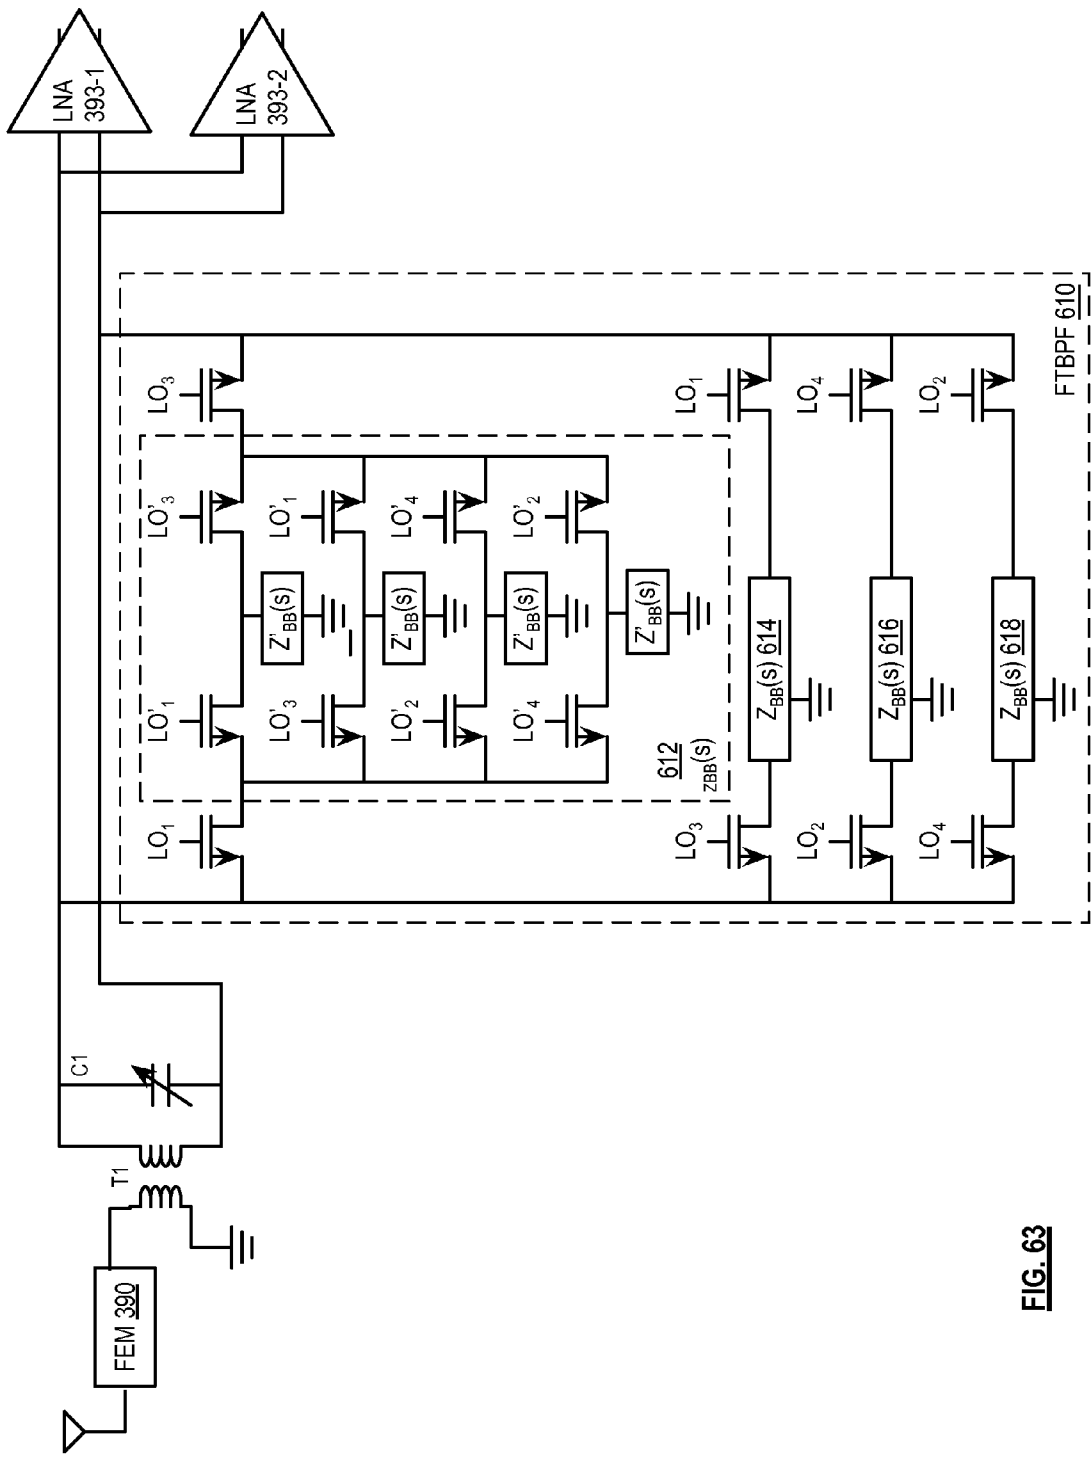 FEM 390
T1
C1
LNA
393-1
LNA
393-2
LO₁
LO'₁
LO'₃
LO₃
Z'BB(s)
LO'₃
LO'₁
Z'BB(s)
LO'₂
LO'₄
Z'BB(s)
LO'₄
LO'₂
Z'BB(s)
612
ZBB(s)
LO₃
ZBB(s) 614
LO₁
LO₂
ZBB(s) 616
LO₄
LO₄
ZBB(s) 618
LO₂
FTBPF 610
FIG. 63